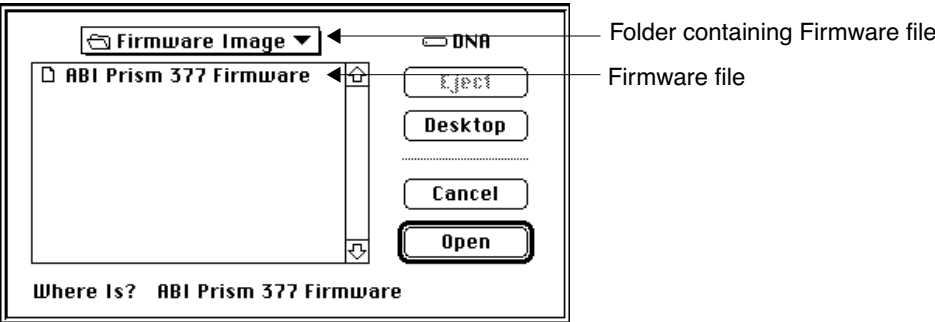 Firmware Image
DNA
Folder containing Firmware file
ABI Prism 377 Firmware
Eject
Firmware file
Desktop
Cancel
Open
Where Is? ABI Prism 377 Firmware